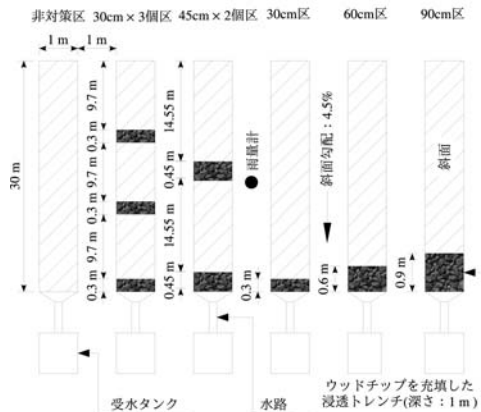 非対策区 30cm×3個区 45cm×2個区 30cm区 60cm区 90cm区
1 m 1 m
30 m
9.7 m
0.3 m
9.7 m
0.3 m
9.7 m
0.3 m
14.55 m
0.45 m
14.55 m
0.45 m
雨量計
0.3 m
斜面勾配：4.5%
0.6 m
0.9 m
斜面
受水タンク
水路
ウッドチップを充填した
浸透トレンチ(深さ：1 m)